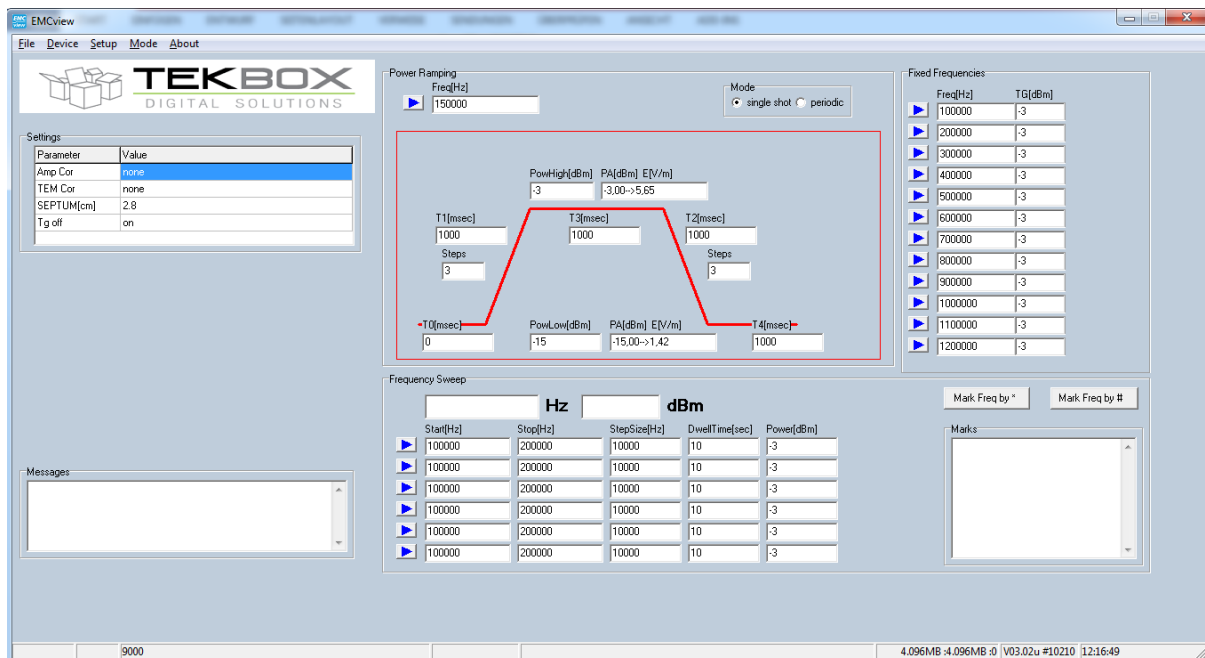 EMCview
File Device Setup Mode About
TEKBOX
DIGITAL SOLUTIONS
Settings
Parameter Value
Amp Cor none
TEM Cor none
SEPTUM[cm] 2.8
Tg off on
Messages
Power Ramping
Freq[Hz]
150000
Mode
single shot periodic
PowHigh[dBm] PA[dBm] E[V/m]
-3 -3,00-->5,65
T1[msec] T3[msec] T2[msec]
1000 1000 1000
Steps Steps
3 3
T0[msec] PowLow[dBm] PA[dBm] E[V/m] T4[msec]
0 -15 -15,00-->1,42 1000
Fixed Frequencies
Freq[Hz] TG[dBm]
100000 -3
200000 -3
300000 -3
400000 -3
500000 -3
600000 -3
700000 -3
800000 -3
900000 -3
1000000 -3
1100000 -3
1200000 -3
Frequency Sweep
Hz dBm
Start[Hz] Stop[Hz] StepSize[Hz] DwellTime[sec] Power[dBm]
100000 200000 10000 10 -3
100000 200000 10000 10 -3
100000 200000 10000 10 -3
100000 200000 10000 10 -3
100000 200000 10000 10 -3
100000 200000 10000 10 -3
Mark Freq by * Mark Freq by #
Marks
9000 4.096MB :4.096MB :0 V03.02u #10210 12:16:49